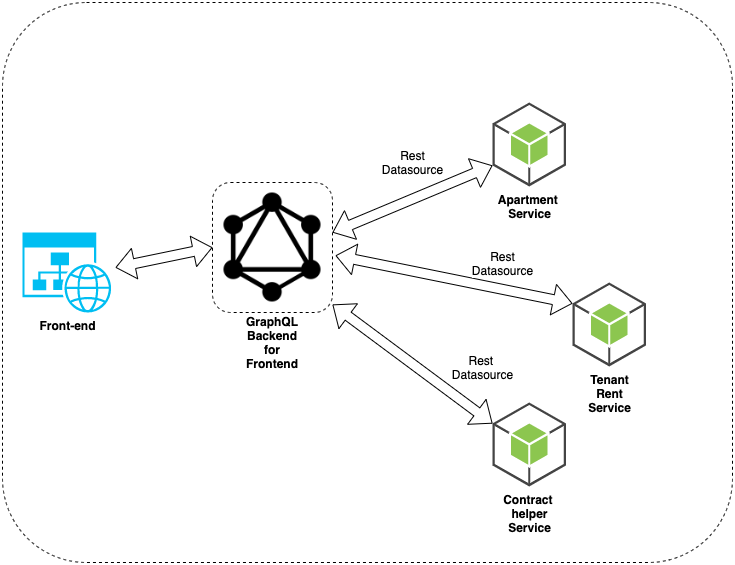 Rest
Datasource
Apartment
Service
Rest
Datasource
Front-end
GraphQL
Backend
for
Frontend
Rest
Datasource
Tenant
Rent
Service
Contract
helper
Service